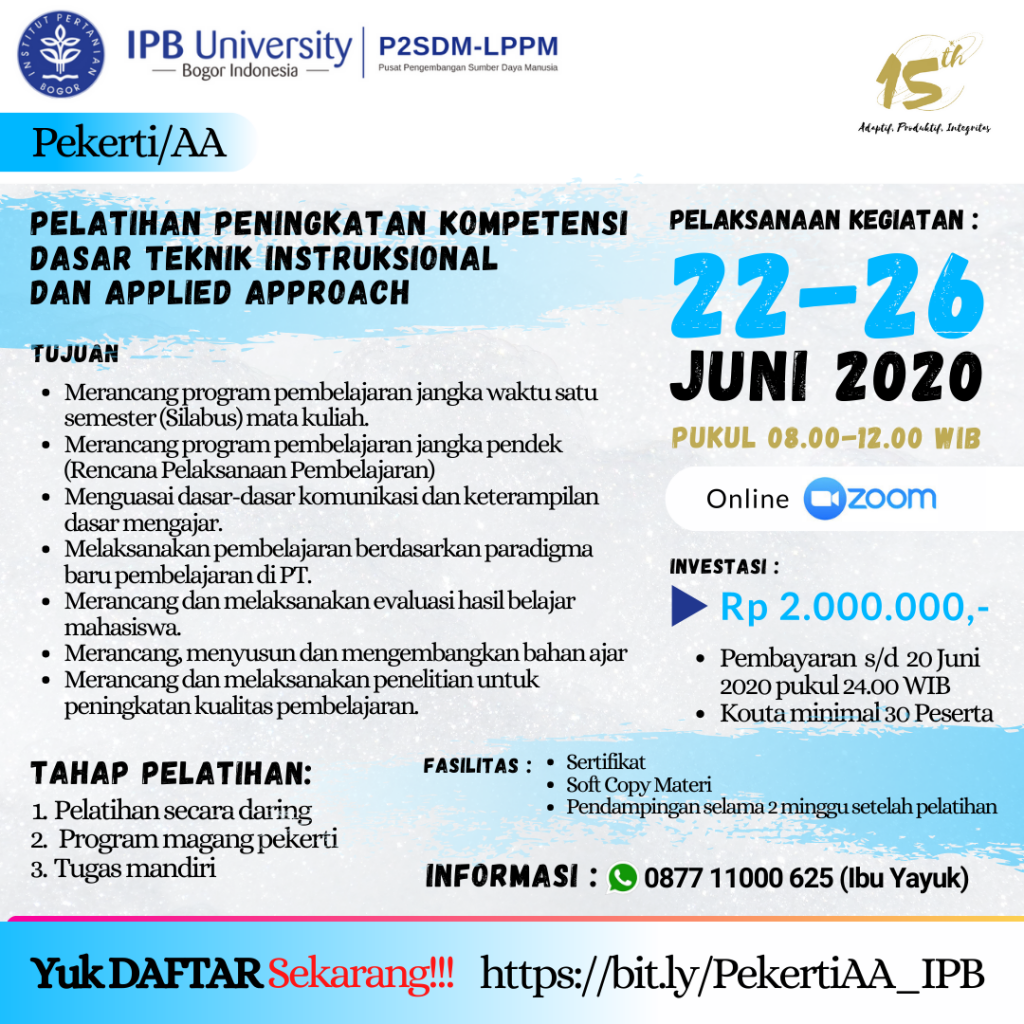 INSTITUT PERTANIAN
BOGOR
IPB University
Bogor Indonesia
P2SDM-LPPM
Pusat Pengembangan Sumber Daya Manusia
15th
Adaptif, Produktif, Integritas
Pekerti/AA
PELATIHAN PENINGKATAN KOMPETENSI
DASAR TEKNIK INSTRUKSIONAL
DAN APPLIED APPROACH
TUJUAN
• Merancang program pembelajaran jangka waktu satu
semester (Silabus) mata kuliah.
• Merancang program pembelajaran jangka pendek
(Rencana Pelaksanaan Pembelajaran)
• Menguasai dasar-dasar komunikasi dan keterampilan
dasar mengajar.
• Melaksanakan pembelajaran berdasarkan paradigma
baru pembelajaran di PT.
• Merancang dan melaksanakan evaluasi hasil belajar
mahasiswa.
• Merancang, menyusun dan mengembangkan bahan ajar
• Merancang dan melaksanakan penelitian untuk
peningkatan kualitas pembelajaran.
PELAKSANAAN KEGIATAN :
22-26
JUNI 2020
PUKUL 08.00-12.00 WIB
Online zoom
INVESTASI :
Rp 2.000.000,-
• Pembayaran s/d 20 Juni
2020 pukul 24.00 WIB
• Kouta minimal 30 Peserta
TAHAP PELATIHAN:
1. Pelatihan secara daring
2. Program magang pekerti
3. Tugas mandiri
FASILITAS :
• Sertifikat
• Soft Copy Materi
• Pendampingan selama 2 minggu setelah pelatihan
INFORMASI : 0877 11000 625 (Ibu Yayuk)
Yuk DAFTAR Sekarang!!! https://bit.ly/PekertiAA_IPB